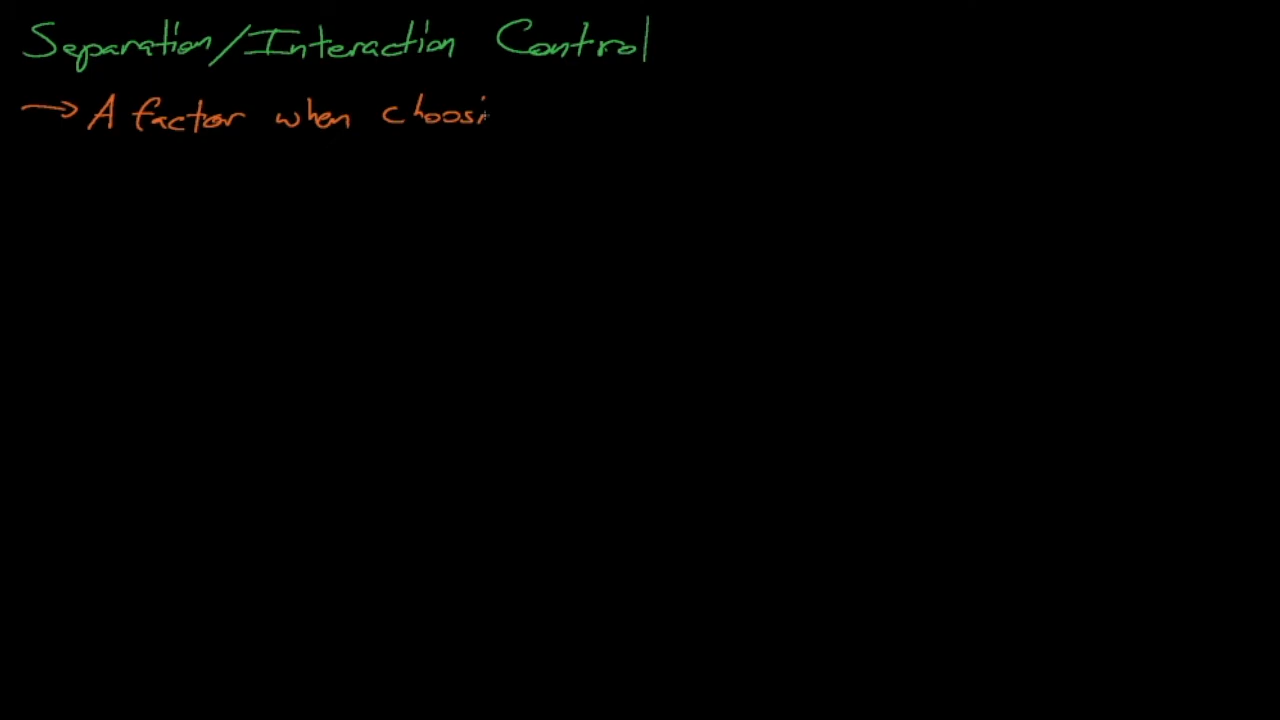 Separation/Interaction Control
→ A factor when choosi